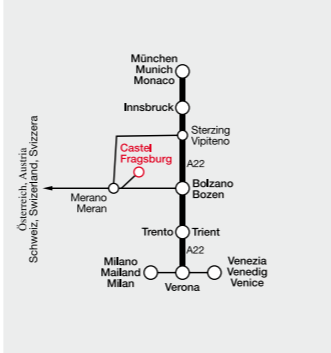 München
Munich
Monaco
Innsbruck
Sterzing
Vipiteno
Castel
Fragsburg
A22
Österreich, Austria
Schweiz, Swizerland, Svizzera
Merano
Meran
Bolzano
Bozen
Trento
Trient
A22
Milano
Mailand
Milan
Verona
Venezia
Venedig
Venice